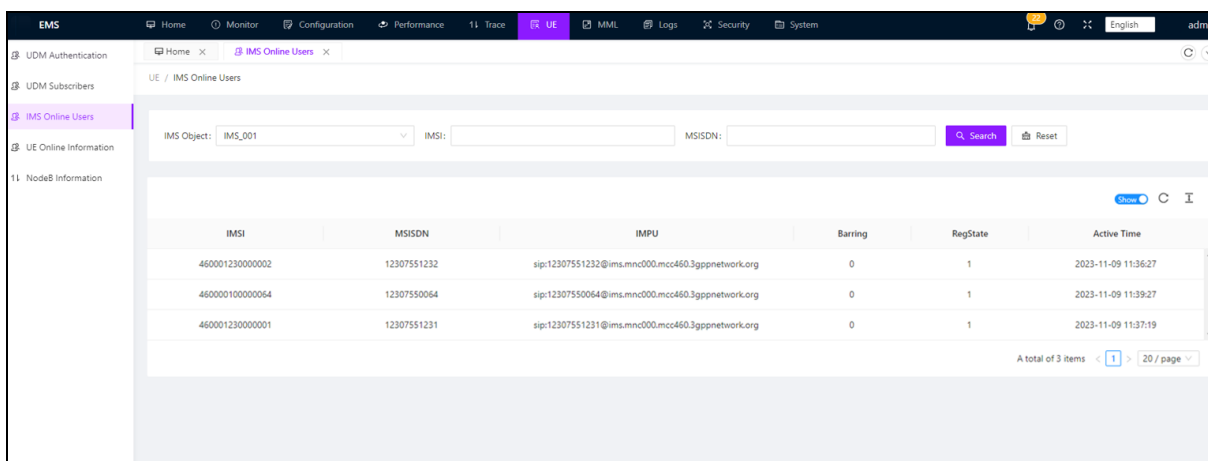 EMS Home Monitor Configuration Performance Trace UE MML Logs Security System 22 English adm
UDM Authentication
UDM Subscribers
IMS Online Users
UE Online Information
NodeB Information
Home IMS Online Users
UE / IMS Online Users
IMS Object: IMS_001 IMSI: MSISDN: Search Reset
Show
IMSI MSISDN IMPU Barring RegState Active Time
460001230000002 12307551232 sip:12307551232@ims.mnc000.mcc460.3gppnetwork.org 0 1 2023-11-09 11:36:27
460000100000064 12307550064 sip:12307550064@ims.mnc000.mcc460.3gppnetwork.org 0 1 2023-11-09 11:39:27
460001230000001 12307551231 sip:12307551231@ims.mnc000.mcc460.3gppnetwork.org 0 1 2023-11-09 11:37:19
A total of 3 items < 1 > 20 / page